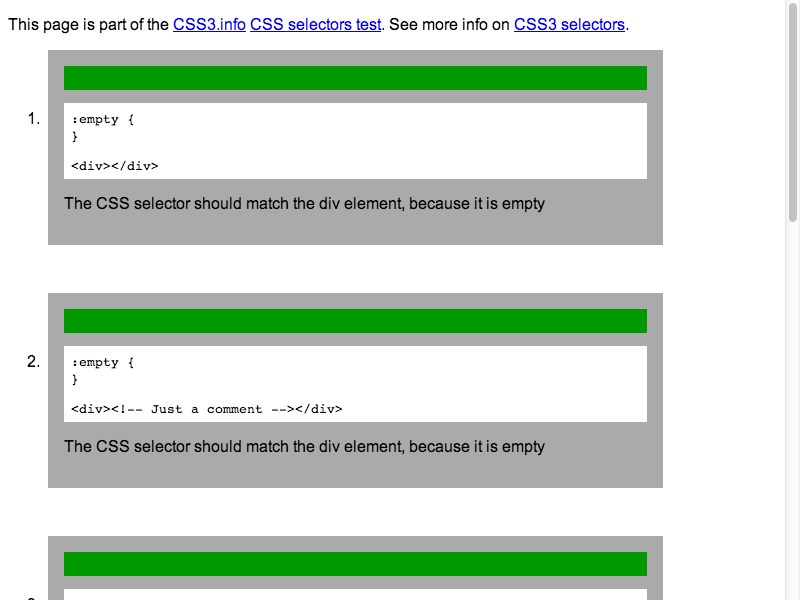 This page is part of the CSS3.info CSS selectors test. See more info on CSS3 selectors.
1.
:empty {
}
<div></div>
The CSS selector should match the div element, because it is empty
2.
:empty {
}
<div><!-- Just a comment --></div>
The CSS selector should match the div element, because it is empty